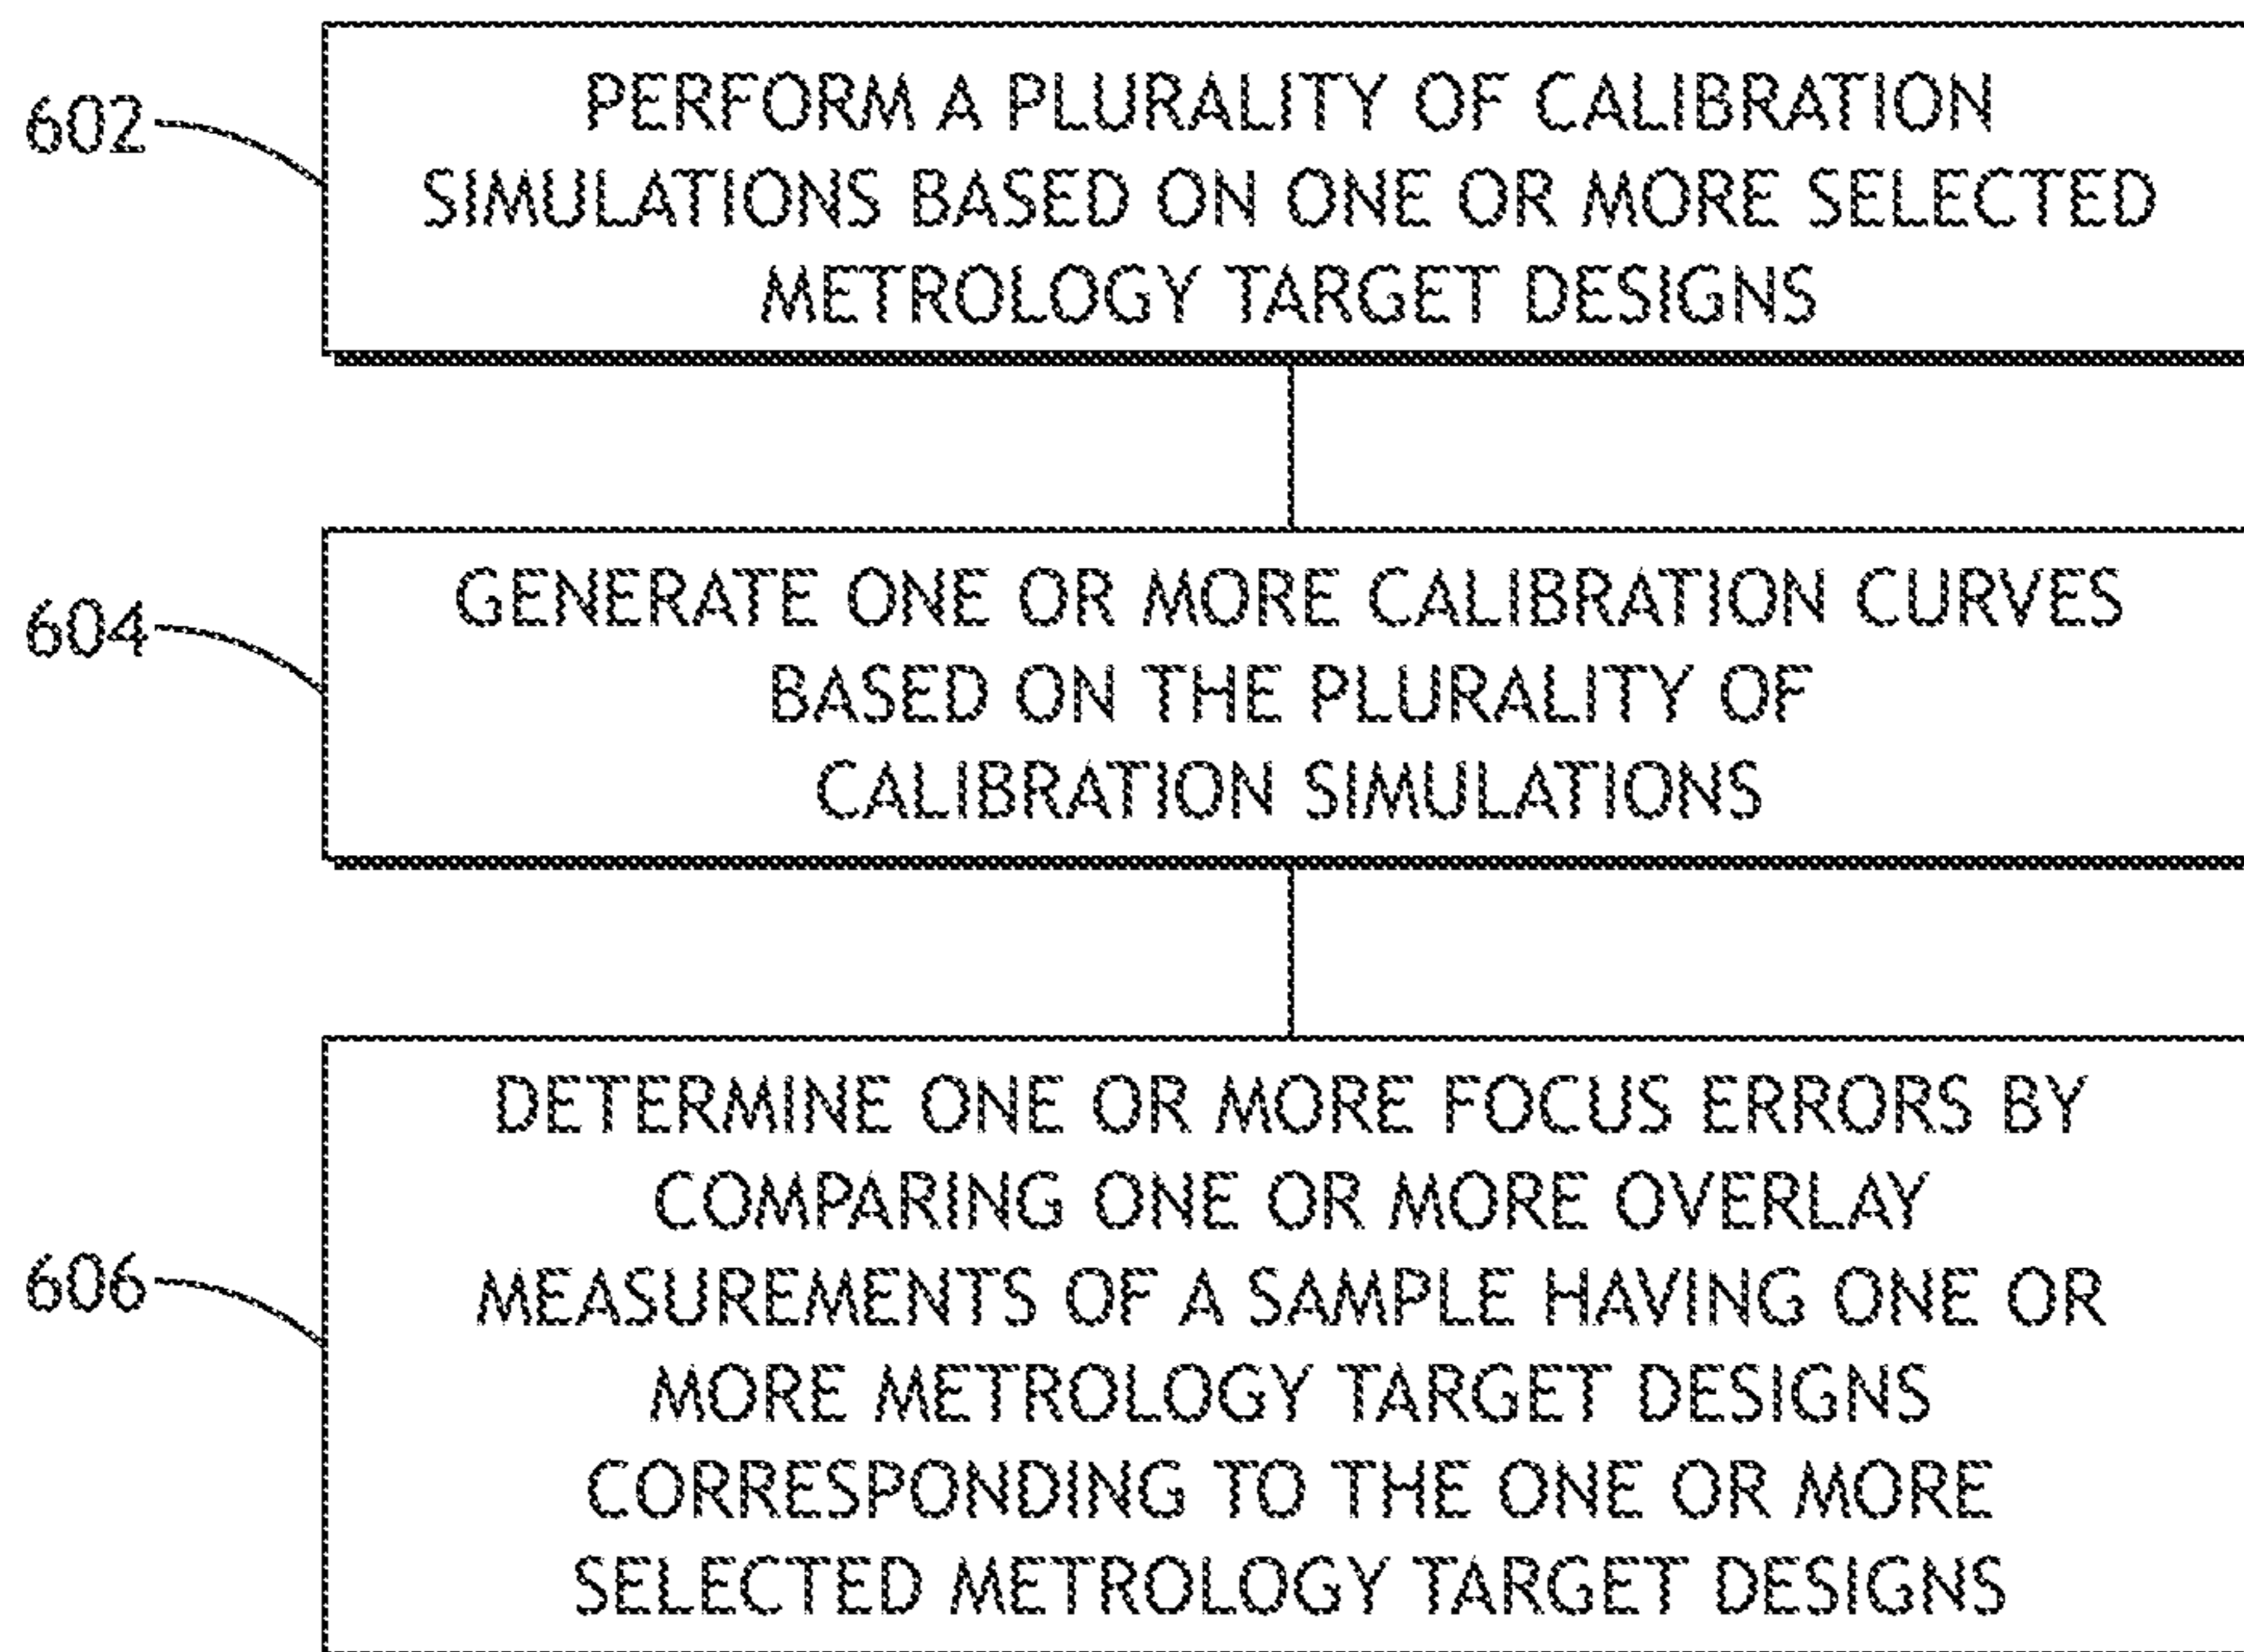 602
PERFORM A PLURALITY OF CALIBRATION
SIMULATIONS BASED ON ONE OR MORE SELECTED
METROLOGY TARGET DESIGNS
604
GENERATE ONE OR MORE CALIBRATION CURVES
BASED ON THE PLURALITY OF
CALIBRATION SIMULATIONS
606
DETERMINE ONE OR MORE FOCUS ERRORS BY
COMPARING ONE OR MORE OVERLAY
MEASUREMENTS OF A SAMPLE HAVING ONE OR
MORE METROLOGY TARGET DESIGNS
CORRESPONDING TO THE ONE OR MORE
SELECTED METROLOGY TARGET DESIGNS